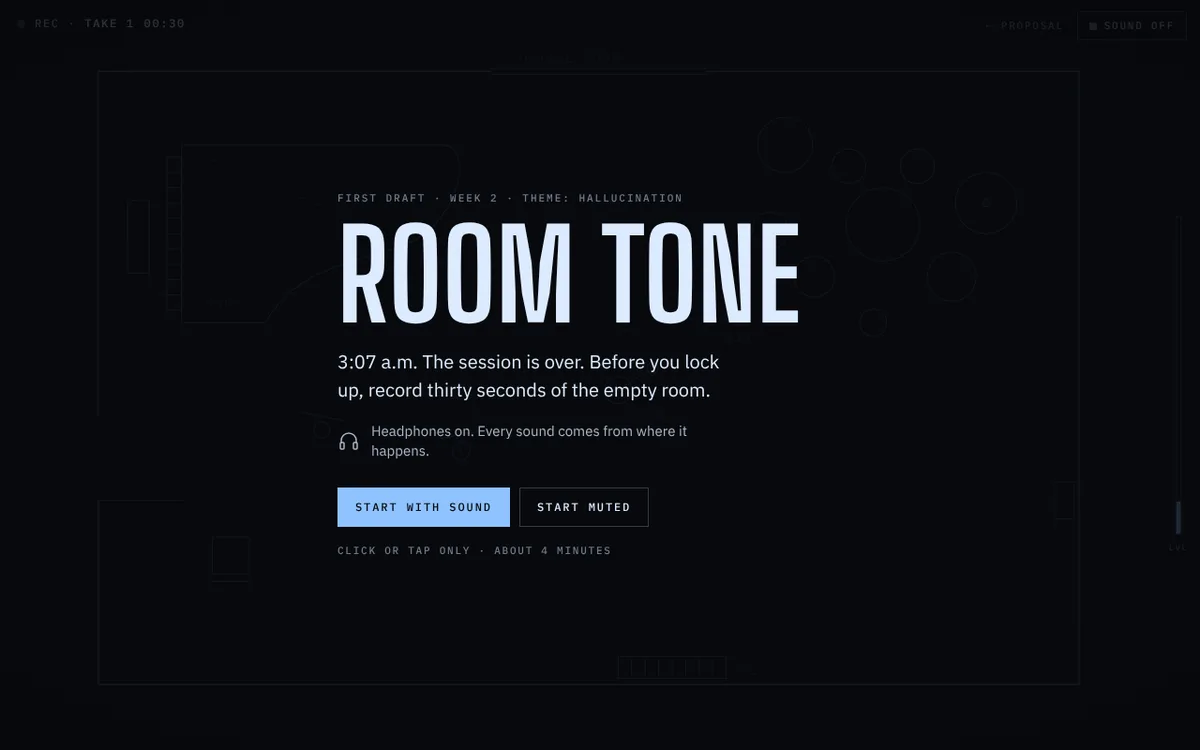 REC · TAKE 1 00:30
PROPOSAL
SOUND OFF
FIRST DRAFT · WEEK 2 · THEME: HALLUCINATION
ROOM TONE
3:07 a.m. The session is over. Before you lock
up, record thirty seconds of the empty room.
Headphones on. Every sound comes from where it
happens.
START WITH SOUND
START MUTED
CLICK OR TAP ONLY · ABOUT 4 MINUTES